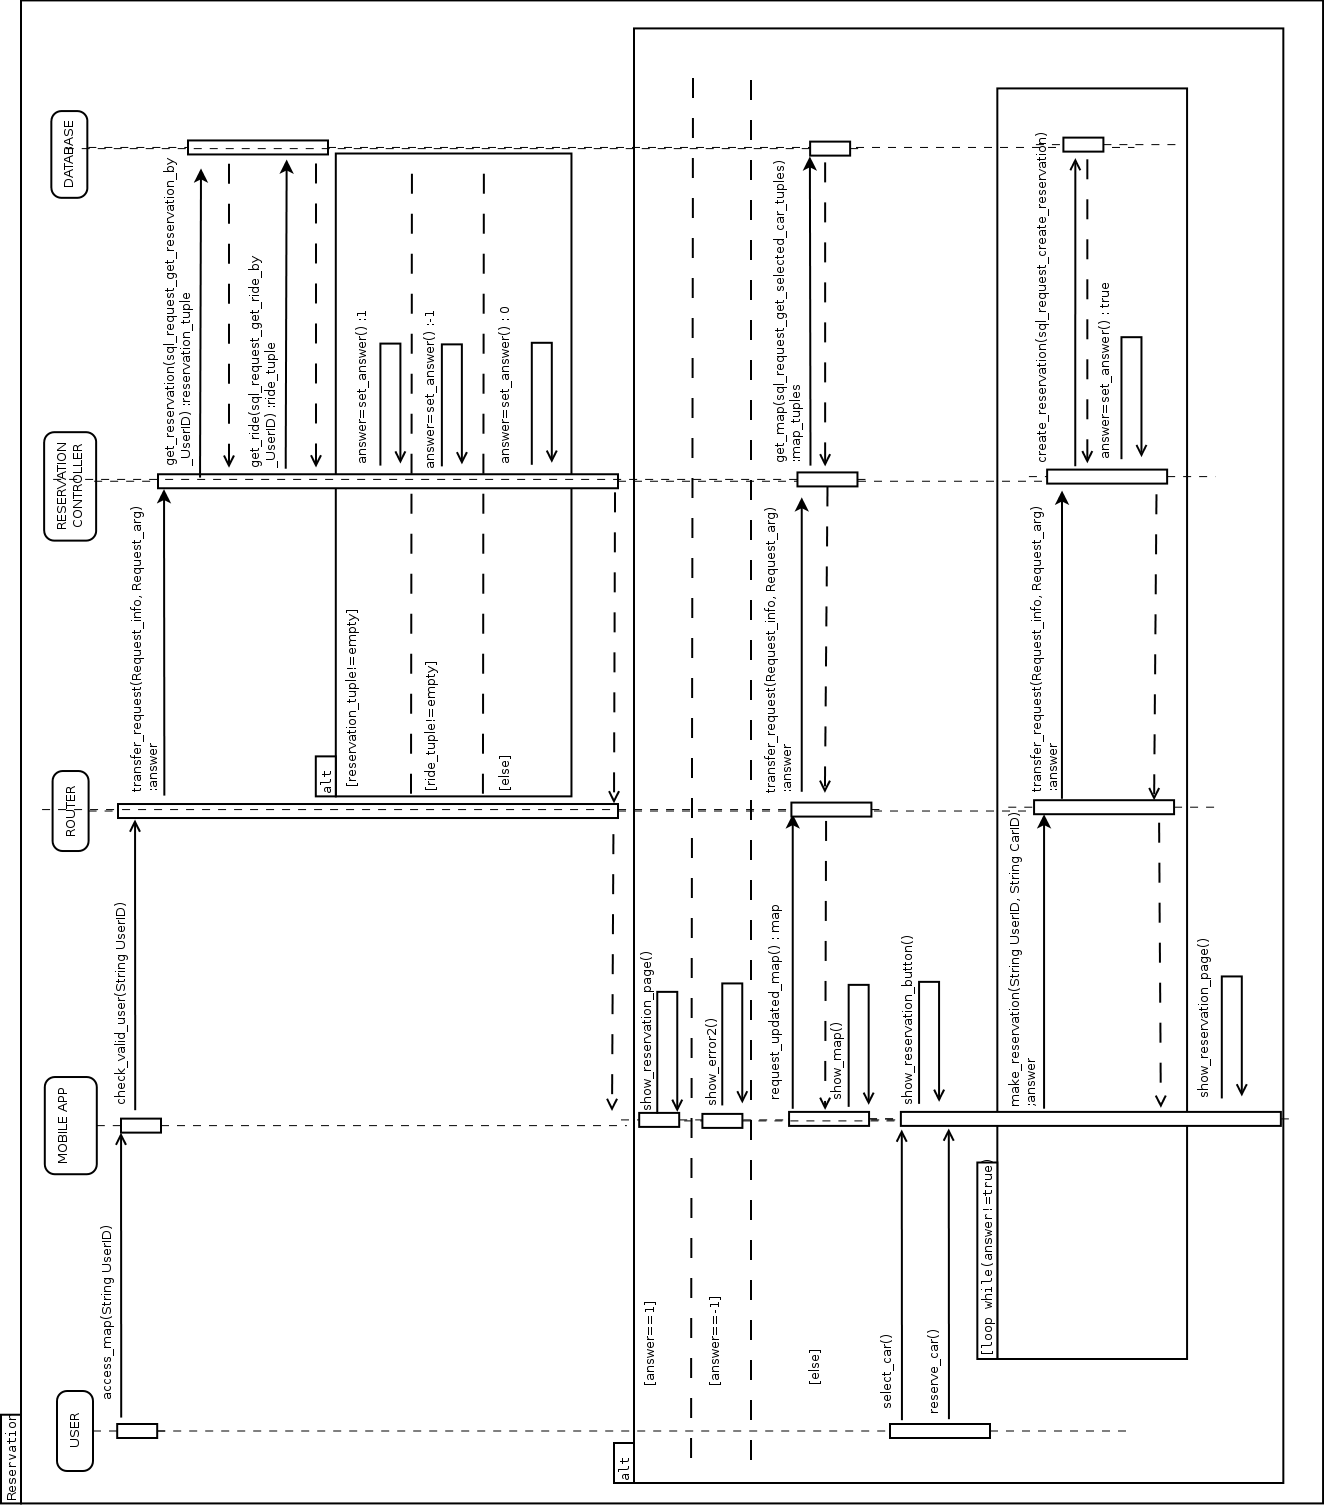 Reservation
USER
MOBILE APP
ROUTER
RESERVATION
CONTROLLER
DATABASE
access_map(String UserID)
check_valid_user(String UserID)
transfer_request(Request_info, Request_arg)
:answer
get_reservation(sql_request_get_reservation_by
_UserID) :reservation_tuple
get_ride(sql_request_get_ride_by
_UserID) :ride_tuple
alt
[reservation_tuple!=empty]
answer=set_answer() :1
[ride_tuple!=empty]
answer=set_answer() :-1
[else]
answer=set_answer() : 0
alt
[answer==1]
show_reservation_page()
[answer==-1]
show_error2()
[else]
request_updated_map() : map
transfer_request(Request_info, Request_arg)
:answer
get_map(sql_request_get_selected_car_tuples)
:map_tuples
show_map()
select_car()
show_reservation_button()
reserve_car()
[loop while(answer!=true)
make_reservation(String UserID, String CarID)
:answer
transfer_request(Request_info, Request_arg)
:answer
create_reservation(sql_request_create_reservation)
answer=set_answer() : true
show_reservation_page()